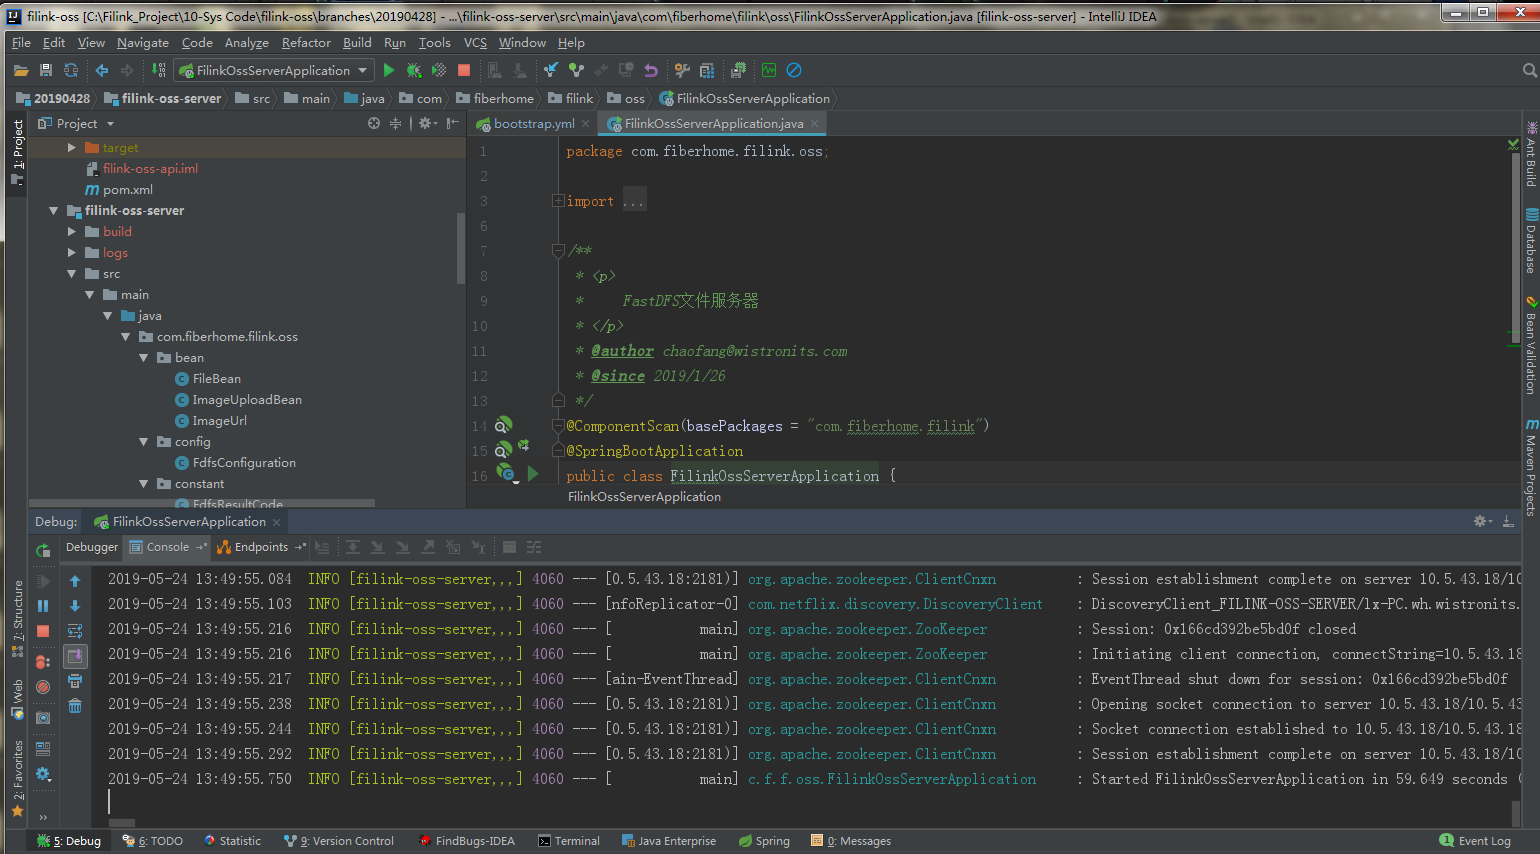 filink-oss [C:\Filink_Project\10-Sys Code\filink-oss\branches\20190428] - ...\filink-oss-server\src\main\java\com\fiberhome\filink\oss\FilinkOssServerApplication.java [filink-oss-server] - IntelliJ IDEA
File Edit View Navigate Code Analyze Refactor Build Run Tools VCS Window Help
FilinkOssServerApplication
20190428 filink-oss-server src main java com fiberhome filink oss FilinkOssServerApplication
Project
bootstrap.yml FilinkOssServerApplication.java
target
filink-oss-api.iml
pom.xml
filink-oss-server
build
logs
src
main
java
com.fiberhome.filink.oss
bean
FileBean
ImageUploadBean
ImageUrl
config
FdfsConfiguration
constant
FdfsResultCode
1 package com.fiberhome.filink.oss;
2
3 import ...
6
7 /**
8 * <p>
9 * FastDFS文件服务器
10 * </p>
11 * @author chaofang@wistronits.com
12 * @since 2019/1/26
13 */
14 @ComponentScan(basePackages = "com.fiberhome.filink")
15 @SpringBootApplication
16 public class FilinkOssServerApplication {
FilinkOssServerApplication
1: Project
7: Structure
Web
2: Favorites
Ant Build
Database
Bean Validation
Maven Projects
Debug: FilinkOssServerApplication
Debugger Console Endpoints
2019-05-24 13:49:55.084 INFO [filink-oss-server,,,] 4060 --- [0.5.43.18:2181)] org.apache.zookeeper.ClientCnxn : Session establishment complete on server 10.5.43.18/10
2019-05-24 13:49:55.103 INFO [filink-oss-server,,,] 4060 --- [nfoReplicator-0] com.netflix.discovery.DiscoveryClient : DiscoveryClient_FILINK-OSS-SERVER/lx-PC.wh.wistronits.
2019-05-24 13:49:55.216 INFO [filink-oss-server,,,] 4060 --- [ main] org.apache.zookeeper.ZooKeeper : Session: 0x166cd392be5bd0f closed
2019-05-24 13:49:55.216 INFO [filink-oss-server,,,] 4060 --- [ main] org.apache.zookeeper.ZooKeeper : Initiating client connection, connectString=10.5.43.18
2019-05-24 13:49:55.217 INFO [filink-oss-server,,,] 4060 --- [ain-EventThread] org.apache.zookeeper.ClientCnxn : EventThread shut down for session: 0x166cd392be5bd0f
2019-05-24 13:49:55.238 INFO [filink-oss-server,,,] 4060 --- [0.5.43.18:2181)] org.apache.zookeeper.ClientCnxn : Opening socket connection to server 10.5.43.18/10.5.43
2019-05-24 13:49:55.244 INFO [filink-oss-server,,,] 4060 --- [0.5.43.18:2181)] org.apache.zookeeper.ClientCnxn : Socket connection established to 10.5.43.18/10.5.43.18
2019-05-24 13:49:55.292 INFO [filink-oss-server,,,] 4060 --- [0.5.43.18:2181)] org.apache.zookeeper.ClientCnxn : Session establishment complete on server 10.5.43.18/10
2019-05-24 13:49:55.750 INFO [filink-oss-server,,,] 4060 --- [ main] c.f.f.oss.FilinkOssServerApplication : Started FilinkOssServerApplication in 59.649 seconds (
5: Debug 6: TODO Statistic 9: Version Control FindBugs-IDEA Terminal Java Enterprise Spring 0: Messages 1 Event Log